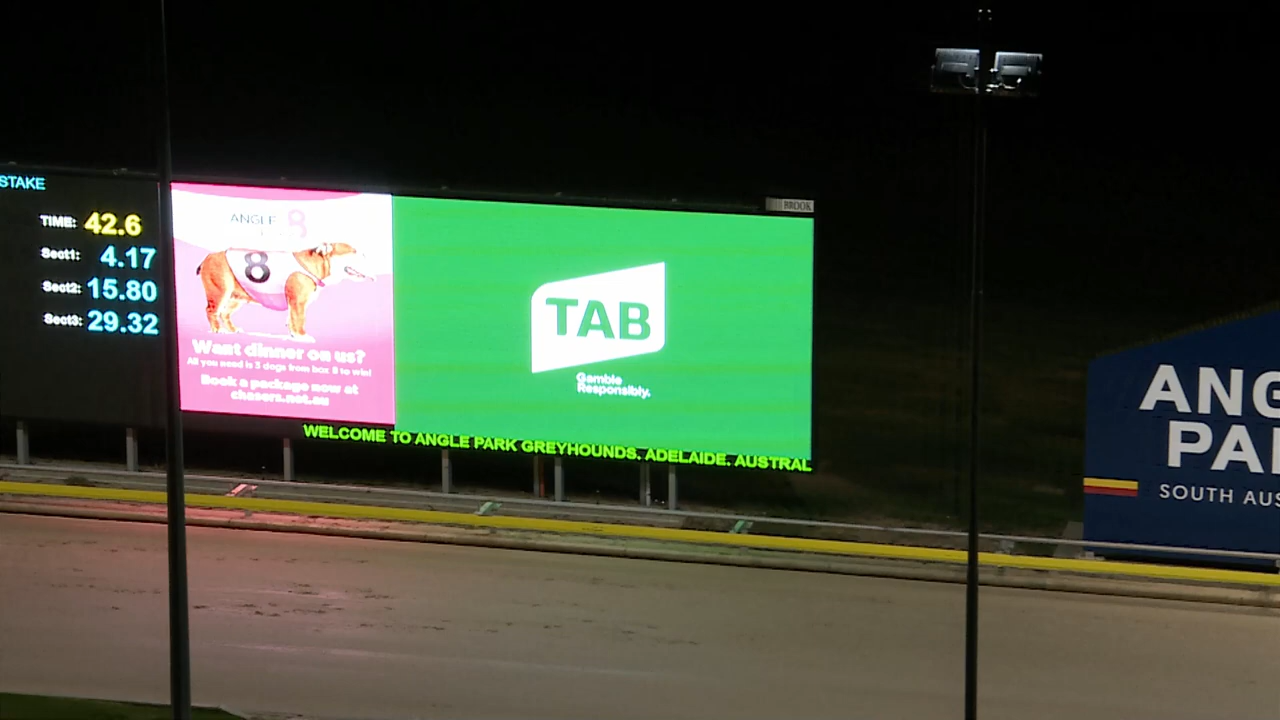 STAKE
TIME: 42.6
Sect1: 4.17
Sect2: 15.80
Sect3: 29.32
ANGLE 8
8
Want dinner on us?
All you need is 3 dogs from box 8 to win!
Book a package now at
chasers.net.au
TAB
Gamble
Responsibly.
BROOK
WELCOME TO ANGLE PARK GREYHOUNDS. ADELAIDE. AUSTRAL
ANG
PA
SOUTH AUS